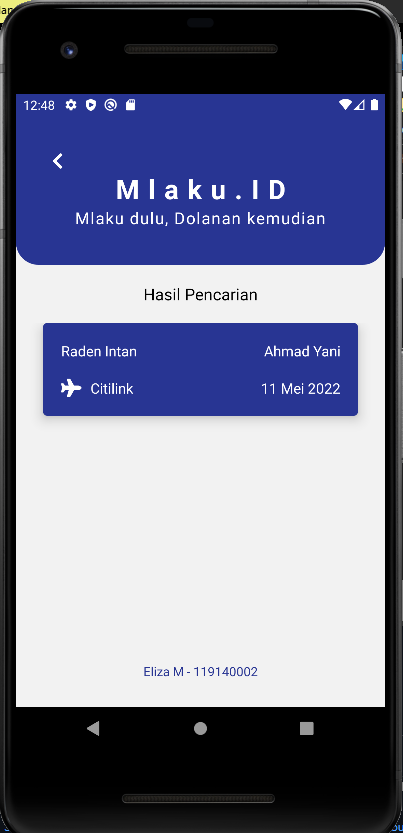 12:48
Mlaku.ID
Mlaku dulu, Dolanan kemudian
Hasil Pencarian
Raden Intan Ahmad Yani
Citilink 11 Mei 2022
Eliza M - 119140002